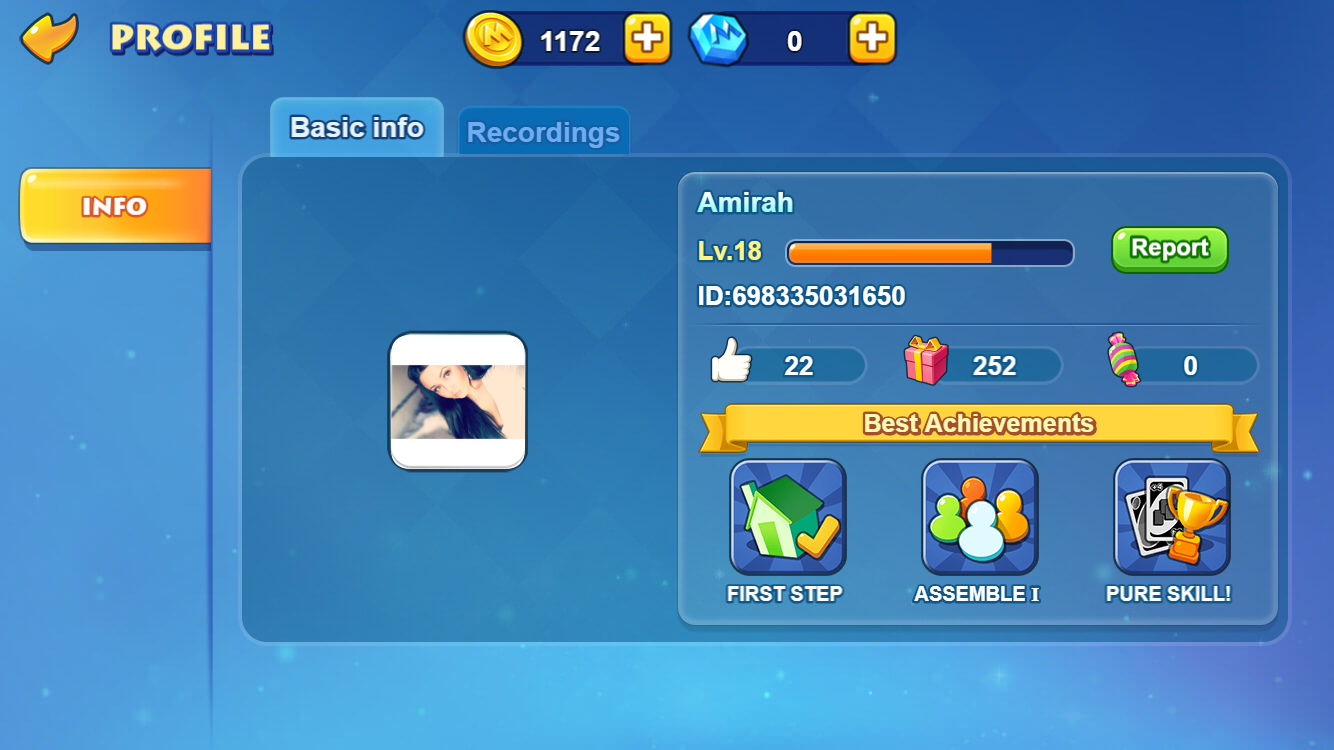 PROFILE
1172
0
Basic info
Recordings
INFO
Amirah
Lv.18
Report
ID:698335031650
22
252
0
Best Achievements
FIRST STEP
ASSEMBLE I
PURE SKILL!